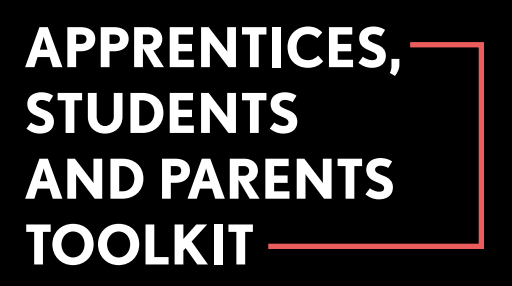 APPRENTICES,
STUDENTS
AND PARENTS
TOOLKIT